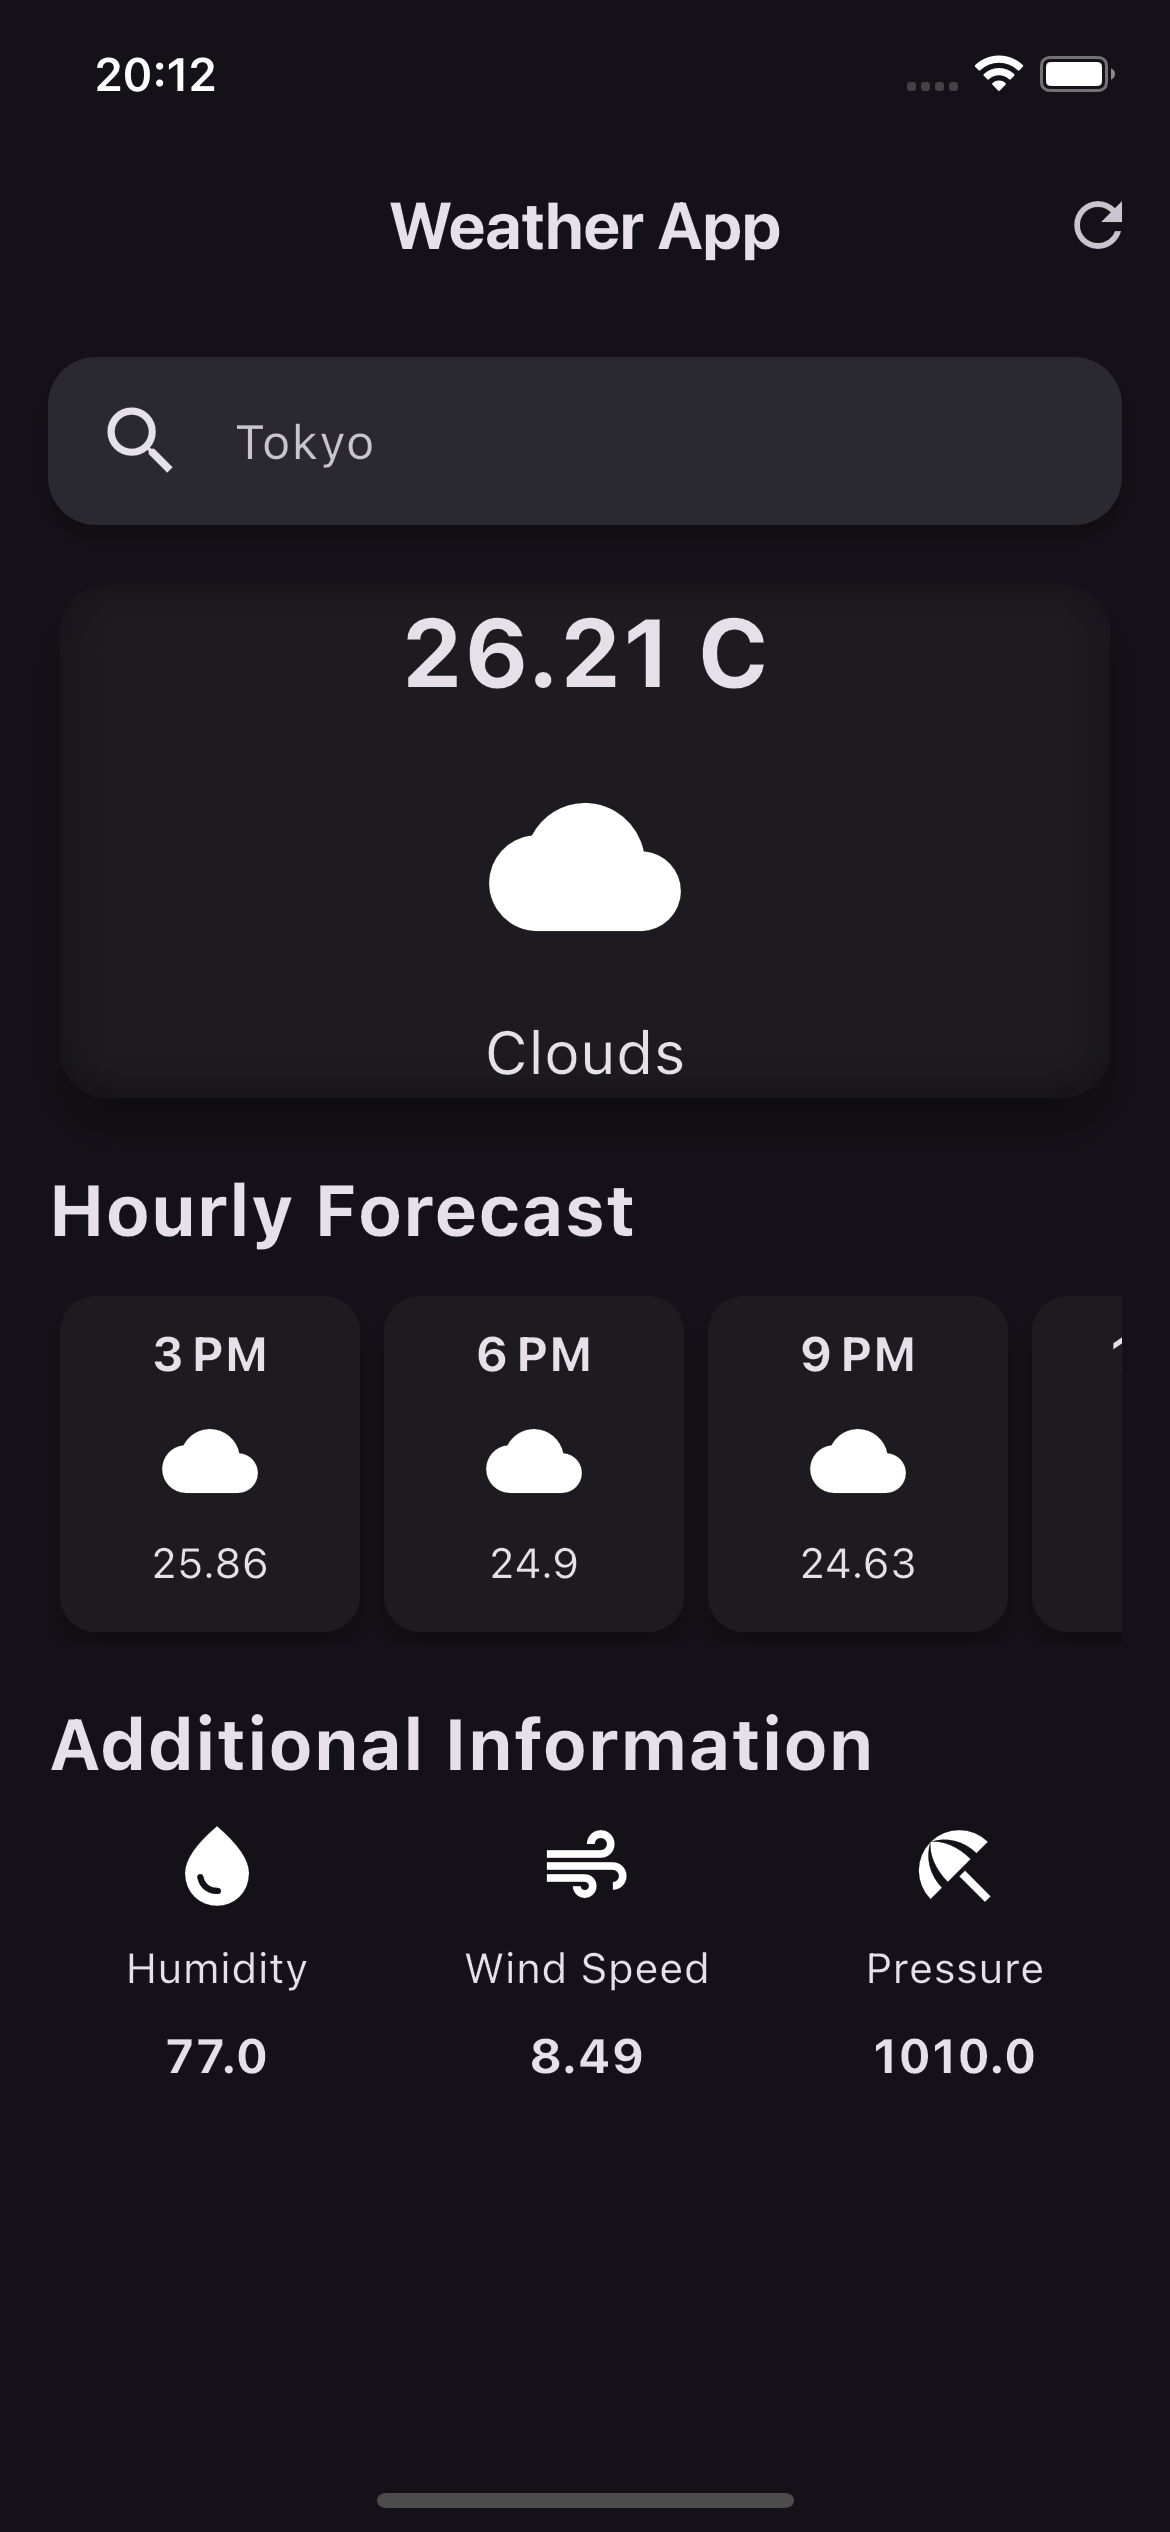 20:12
Weather App
Tokyo
26.21 C
Clouds
Hourly Forecast
3 PM 6 PM 9 PM
25.86 24.9 24.63
Additional Information
Humidity Wind Speed Pressure
77.0 8.49 1010.0